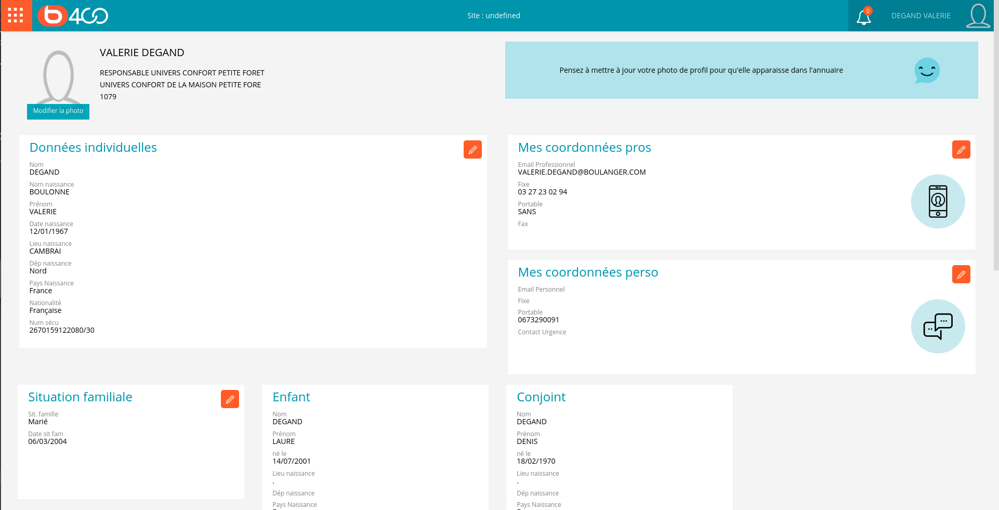 b4GO
Site : undefined
0
DEGAND VALERIE
VALERIE DEGAND
RESPONSABLE UNIVERS CONFORT PETITE FORET
UNIVERS CONFORT DE LA MAISON PETITE FORE
1079
Modifier la photo
Pensez à mettre à jour votre photo de profil pour qu'elle apparaisse dans l'annuaire
Données individuelles
Nom
DEGAND
Nom naissance
BOULONNE
Prénom
VALERIE
Date naissance
12/01/1967
Lieu naissance
CAMBRAI
Dép naissance
Nord
Pays Naissance
France
Nationalité
Française
Num sécu
2670159122080/30
Mes coordonnées pros
Email Professionnel
VALERIE.DEGAND@BOULANGER.COM
Fixe
03 27 23 02 94
Portable
SANS
Fax
Mes coordonnées perso
Email Personnel
Fixe
Portable
0673290091
Contact Urgence
Situation familiale
Sit. famille
Marié
Date sit fam
06/03/2004
Enfant
Nom
DEGAND
Prénom
LAURE
né le
14/07/2001
Lieu naissance
.
Dép naissance
Pays Naissance
Conjoint
Nom
DEGAND
Prénom
DENIS
né le
18/02/1970
Lieu naissance
.
Dép naissance
Pays Naissance